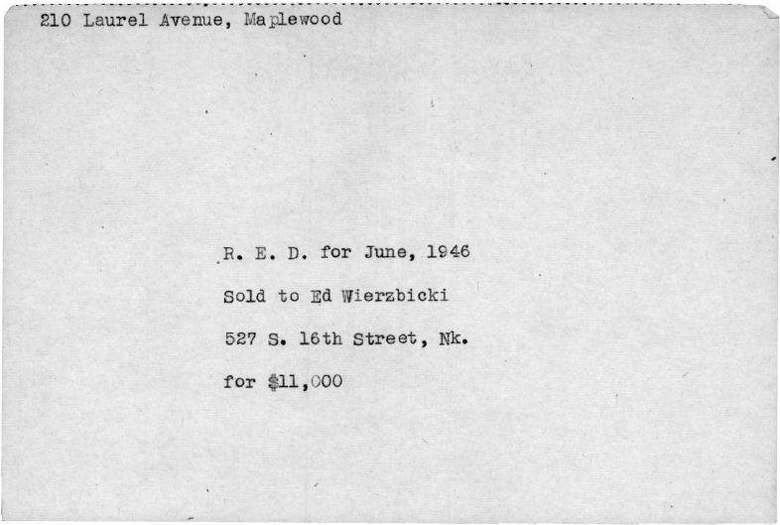 210 Laurel Avenue, Maplewood
R. E. D. for June, 1946
Sold to Ed Wierzbicki
527 S. 16th Street, Nk.
for $11,000